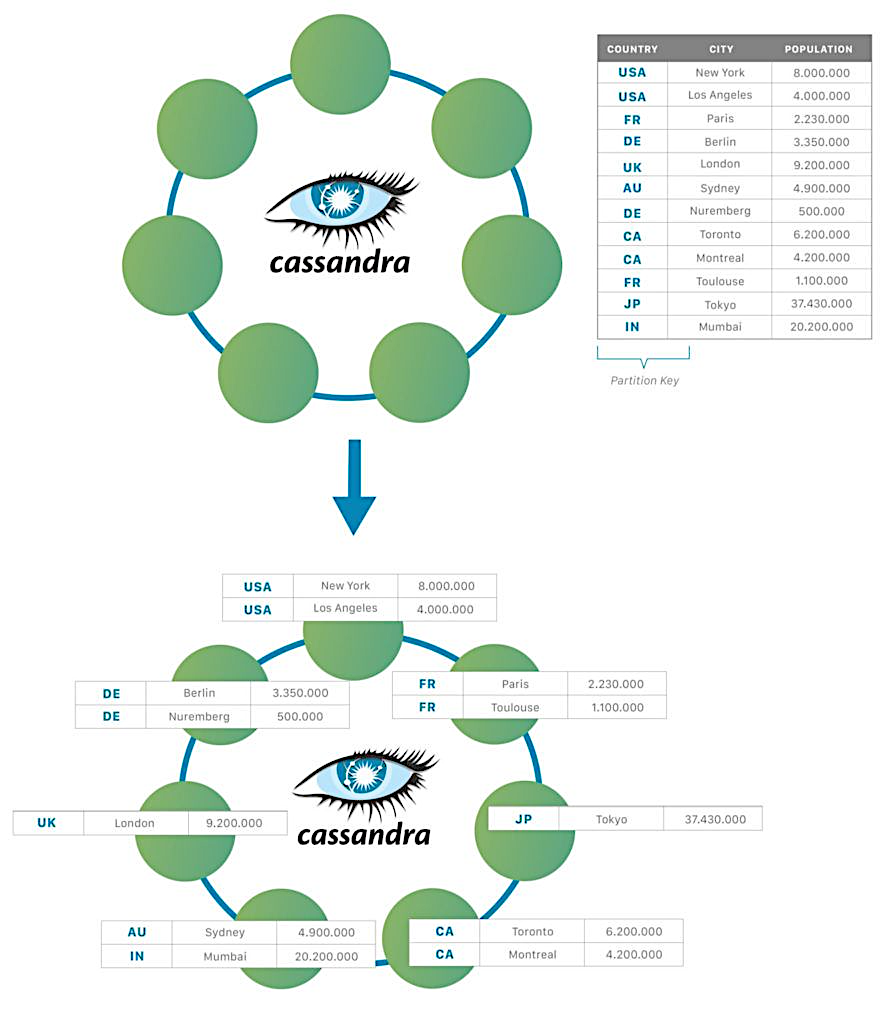 COUNTRY CITY POPULATION
USA New York 8.000.000
USA Los Angeles 4.000.000
FR Paris 2.230.000
DE Berlin 3.350.000
UK London 9.200.000
AU Sydney 4.900.000
DE Nuremberg 500.000
CA Toronto 6.200.000
CA Montreal 4.200.000
FR Toulouse 1.100.000
JP Tokyo 37.430.000
IN Mumbai 20.200.000
Partition Key
cassandra
USA New York 8.000.000
USA Los Angeles 4.000.000
DE Berlin 3.350.000
DE Nuremberg 500.000
FR Paris 2.230.000
FR Toulouse 1.100.000
UK London 9.200.000
cassandra
JP Tokyo 37.430.000
AU Sydney 4.900.000
IN Mumbai 20.200.000
CA Toronto 6.200.000
CA Montreal 4.200.000